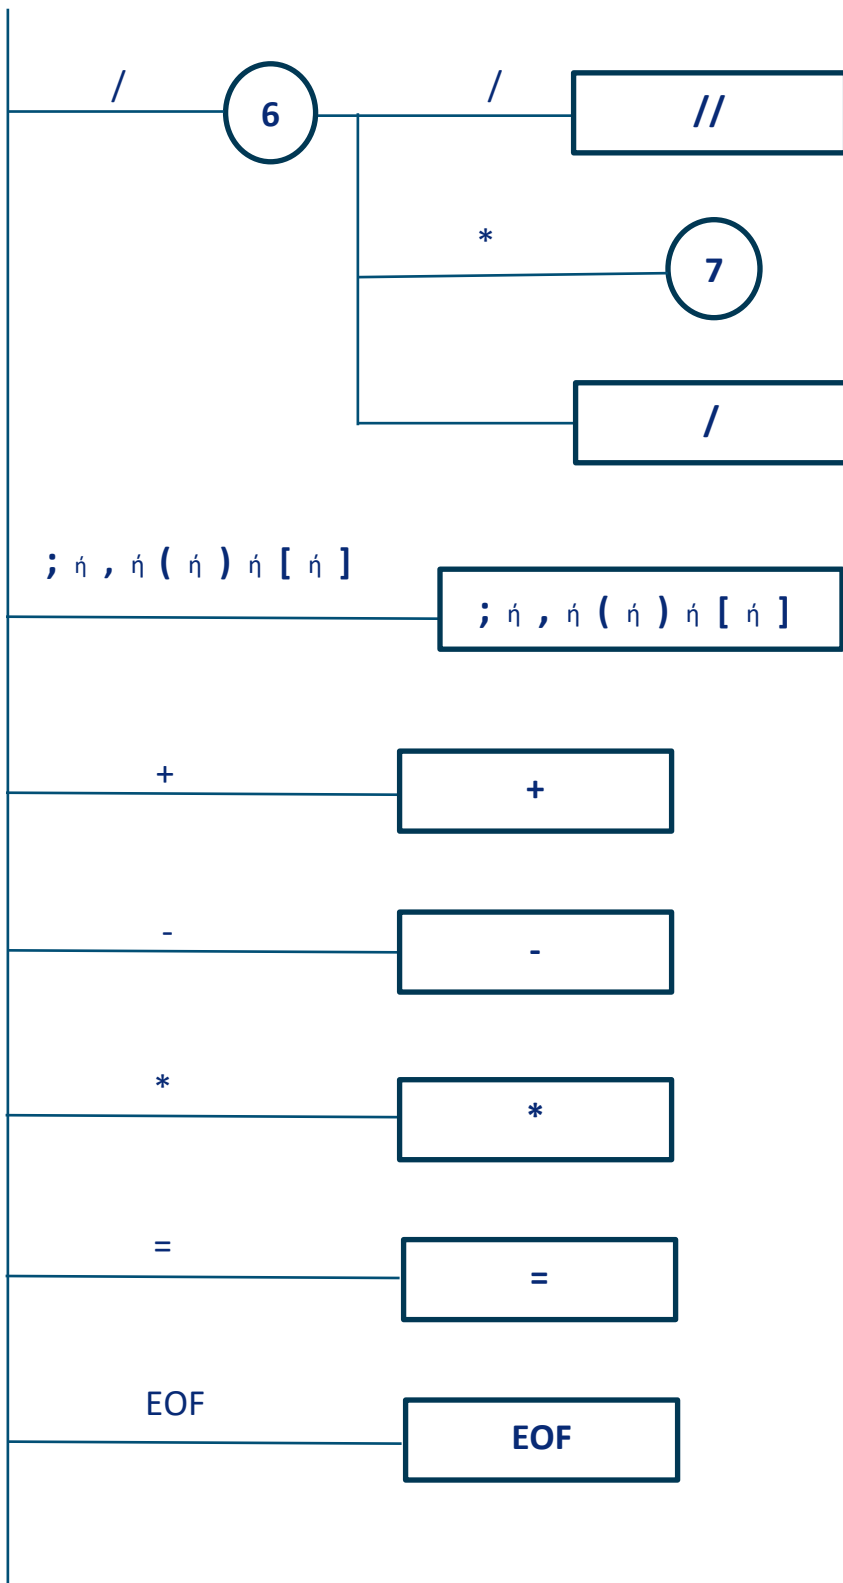 / 6 / //
* 7
/
; ή , ή ( ή ) ή [ ή ]
; ή , ή ( ή ) ή [ ή ]
+
+
-
-
*
*
=
=
EOF
EOF